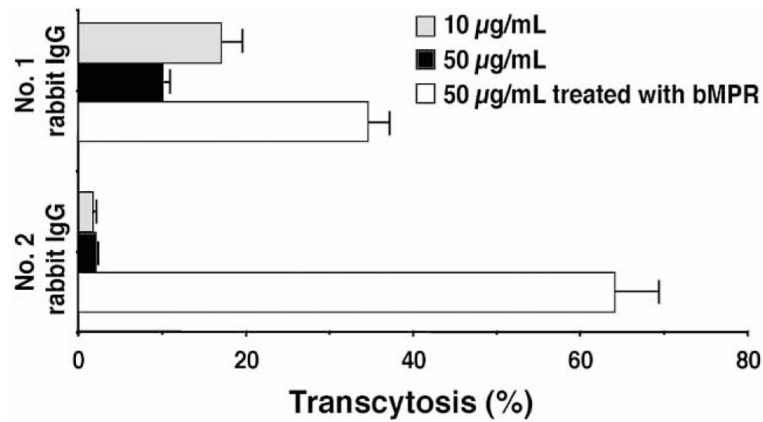 10 µg/mL
50 µg/mL
50 µg/mL treated with bMPR
No. 1
rabbit IgG
No. 2
rabbit IgG
0 20 40 60 80
Transcytosis (%)